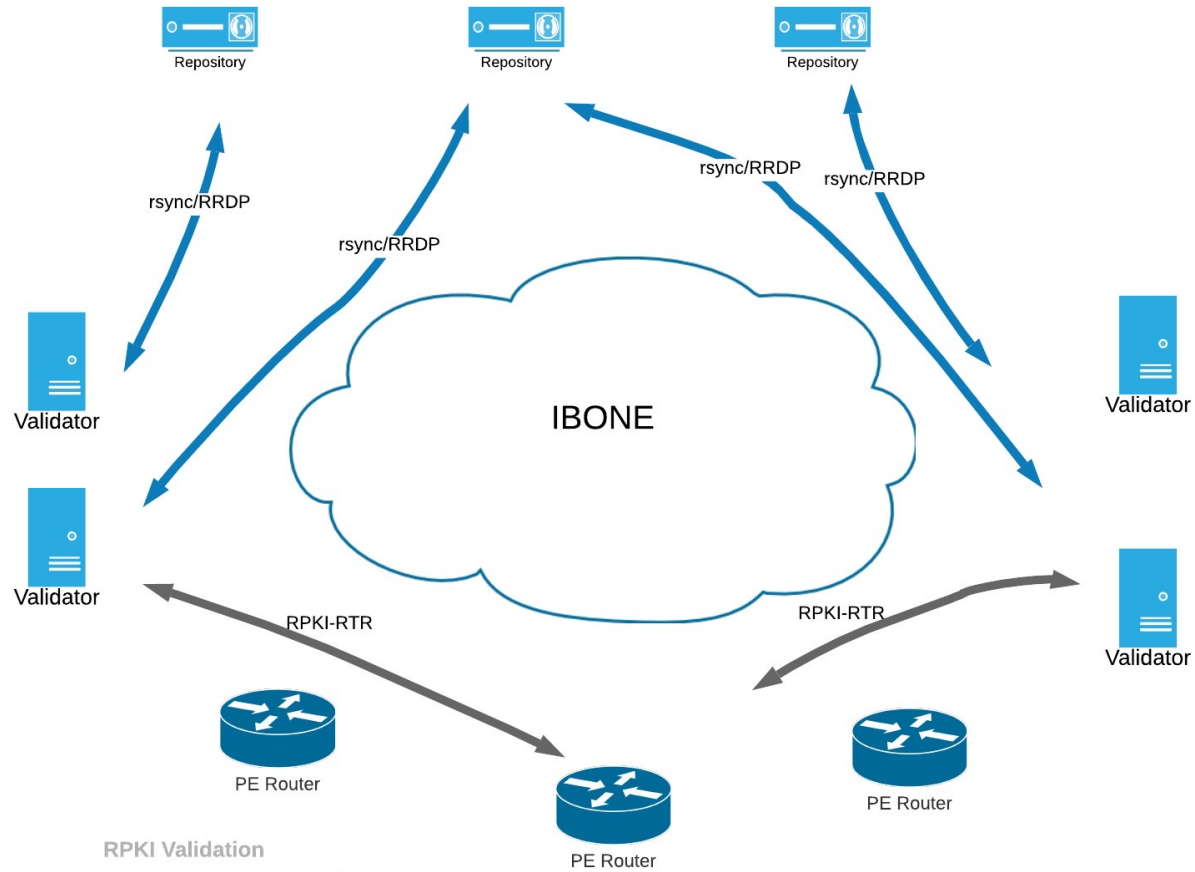 Repository
Repository
Repository
rsync/RRDP
rsync/RRDP
rsync/RRDP
rsync/RRDP
Validator
Validator
IBONE
Validator
Validator
RPKI-RTR
RPKI-RTR
PE Router
PE Router
PE Router
RPKI Validation